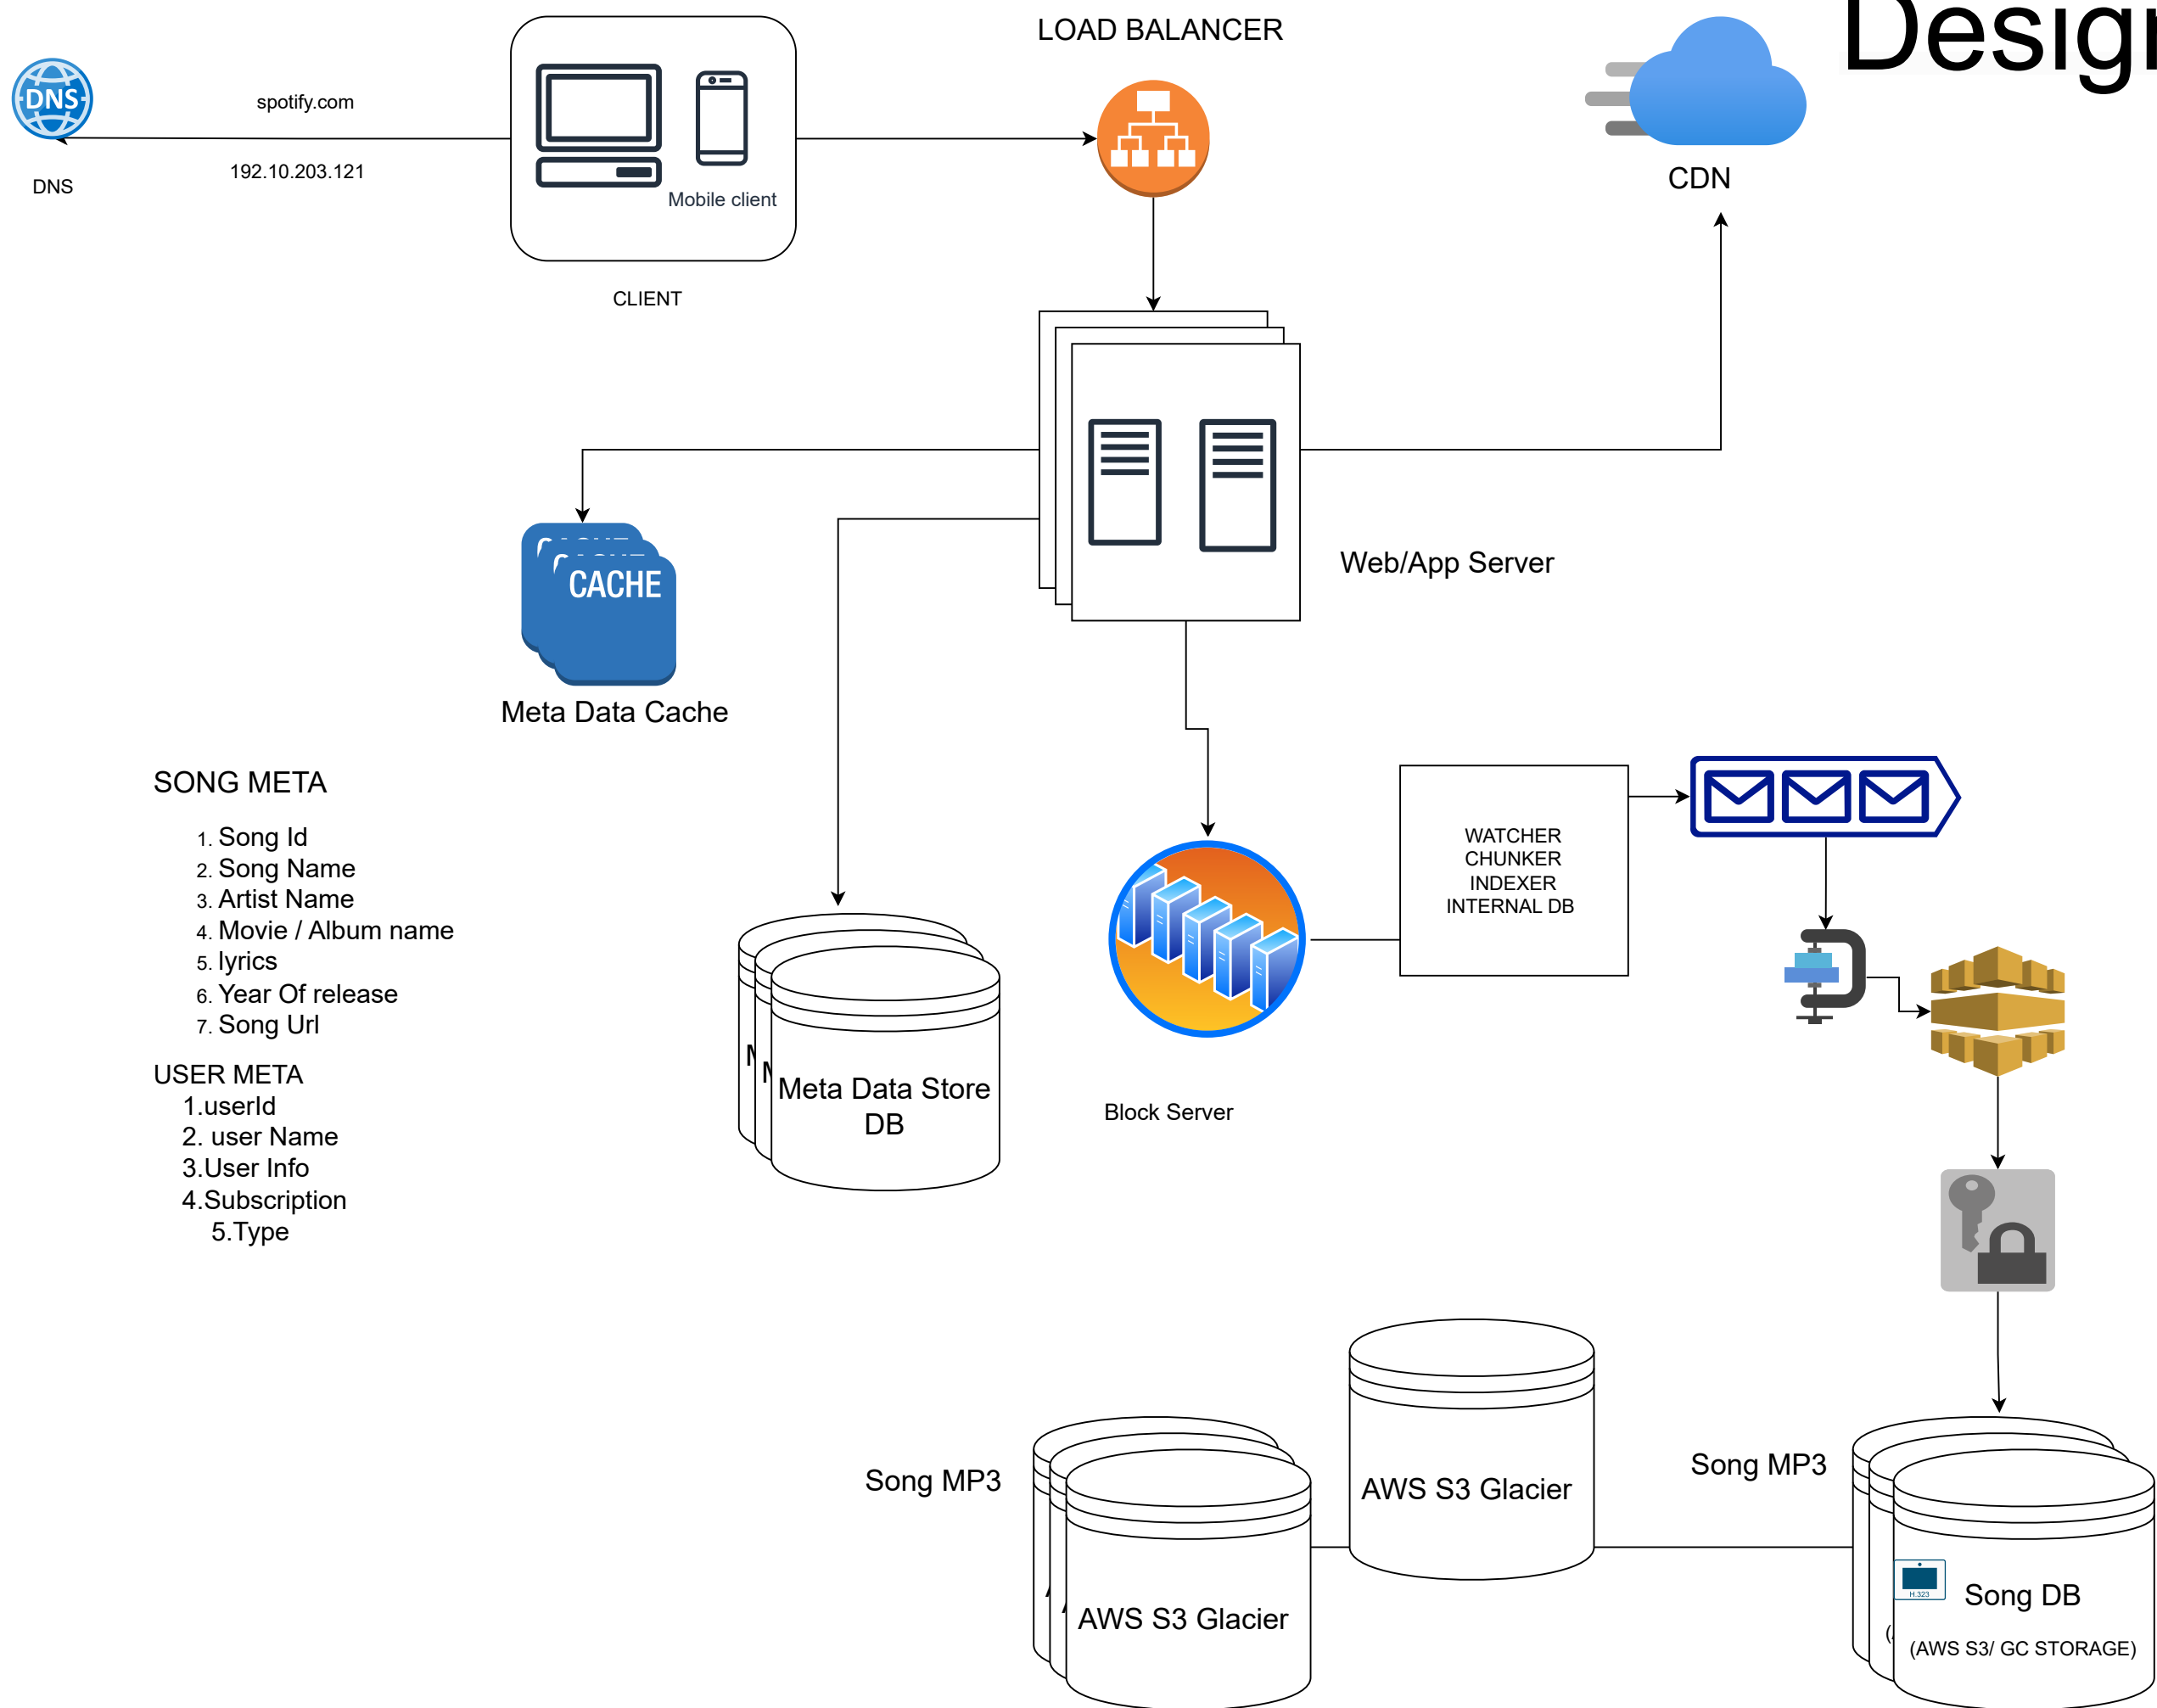 Design
LOAD BALANCER
DNS
spotify.com
192.10.203.121
DNS
Mobile client
CLIENT
CDN
Web/App Server
CACHE
CACHE
CACHE
Meta Data Cache
SONG META
1. Song Id
2. Song Name
3. Artist Name
4. Movie / Album name
5. lyrics
6. Year Of release
7. Song Url
USER META
1.userId
2. user Name
3.User Info
4.Subscription
5.Type
Meta Data Store
DB
WATCHER
CHUNKER
INDEXER
INTERNAL DB
Block Server
Song MP3
AWS S3 Glacier
AWS S3 Glacier
Song MP3
H.323
Song DB
(AWS S3/ GC STORAGE)